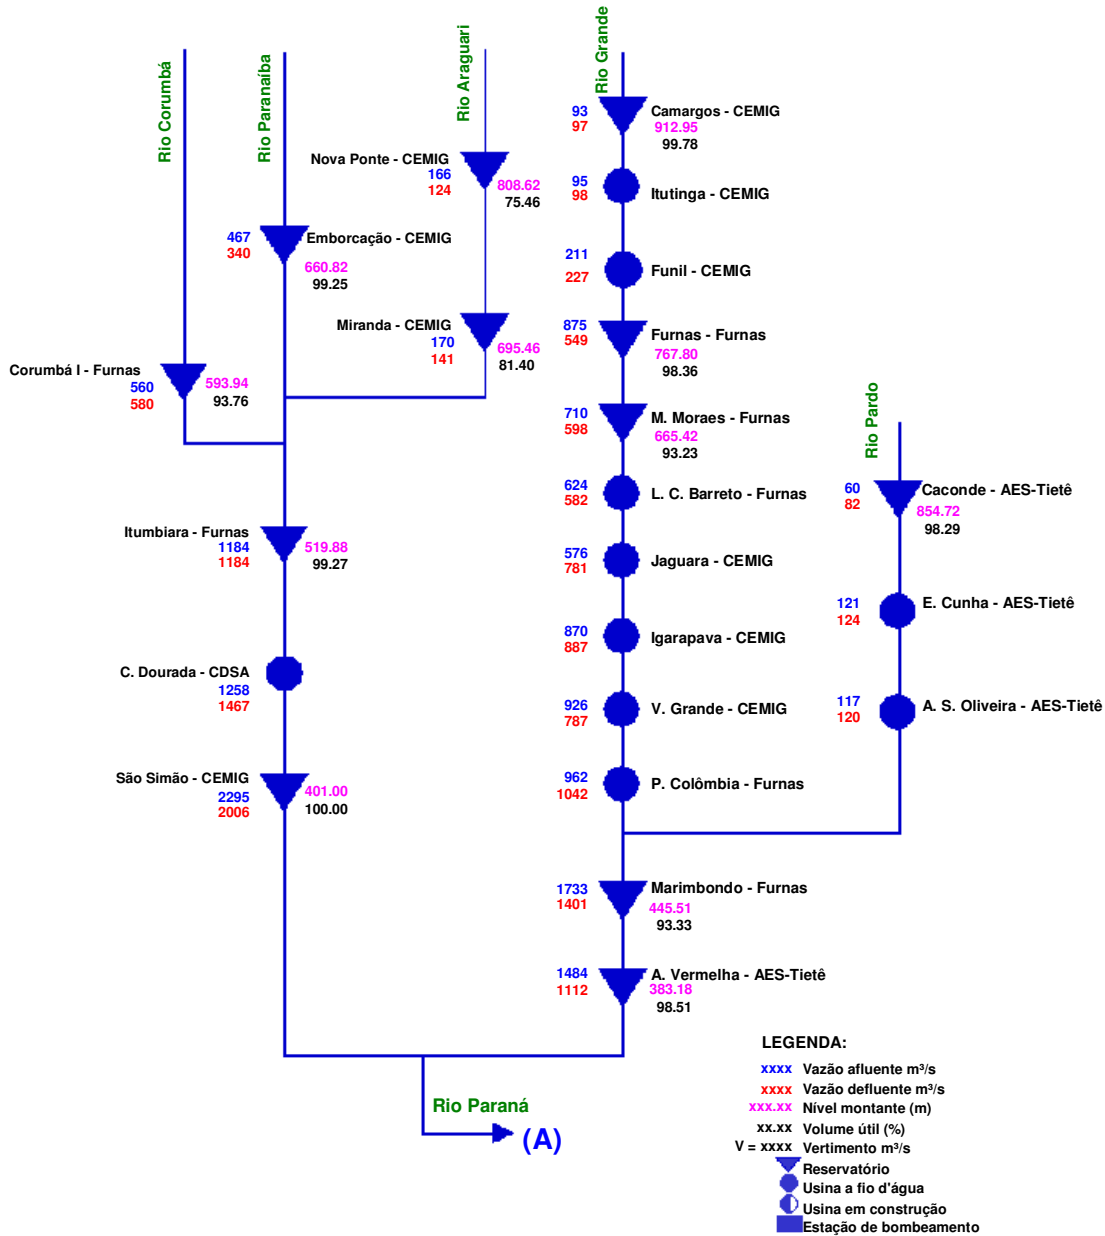 Rio Corumbá
Rio Paranaíba
Rio Araguari
Rio Grande
Rio Pardo
Nova Ponte - CEMIG
166
124
808.62
75.46
Emborcação - CEMIG
467
340
660.82
99.25
Miranda - CEMIG
170
141
695.46
81.40
Corumbá I - Furnas
560
580
593.94
93.76
Itumbiara - Furnas
1184
1184
519.88
99.27
C. Dourada - CDSA
1258
1467
São Simão - CEMIG
2295
2006
401.00
100.00
Camargos - CEMIG
93
97
912.95
99.78
Itutinga - CEMIG
95
98
Funil - CEMIG
211
227
Furnas - Furnas
875
549
767.80
98.36
M. Moraes - Furnas
710
598
665.42
93.23
L. C. Barreto - Furnas
624
582
Jaguara - CEMIG
576
781
Igarapava - CEMIG
870
887
V. Grande - CEMIG
926
787
P. Colômbia - Furnas
962
1042
Caconde - AES-Tietê
60
82
854.72
98.29
E. Cunha - AES-Tietê
121
124
A. S. Oliveira - AES-Tietê
117
120
Marimbondo - Furnas
1733
1401
445.51
93.33
A. Vermelha - AES-Tietê
1484
1112
383.18
98.51
Rio Paraná
(A)
LEGENDA:
xxxx Vazão afluente m³/s
xxxx Vazão defluente m³/s
xxx.xx Nível montante (m)
xx.xx Volume útil (%)
V = xxxx Vertimento m³/s
Reservatório
Usina a fio d'água
Usina em construção
Estação de bombeamento